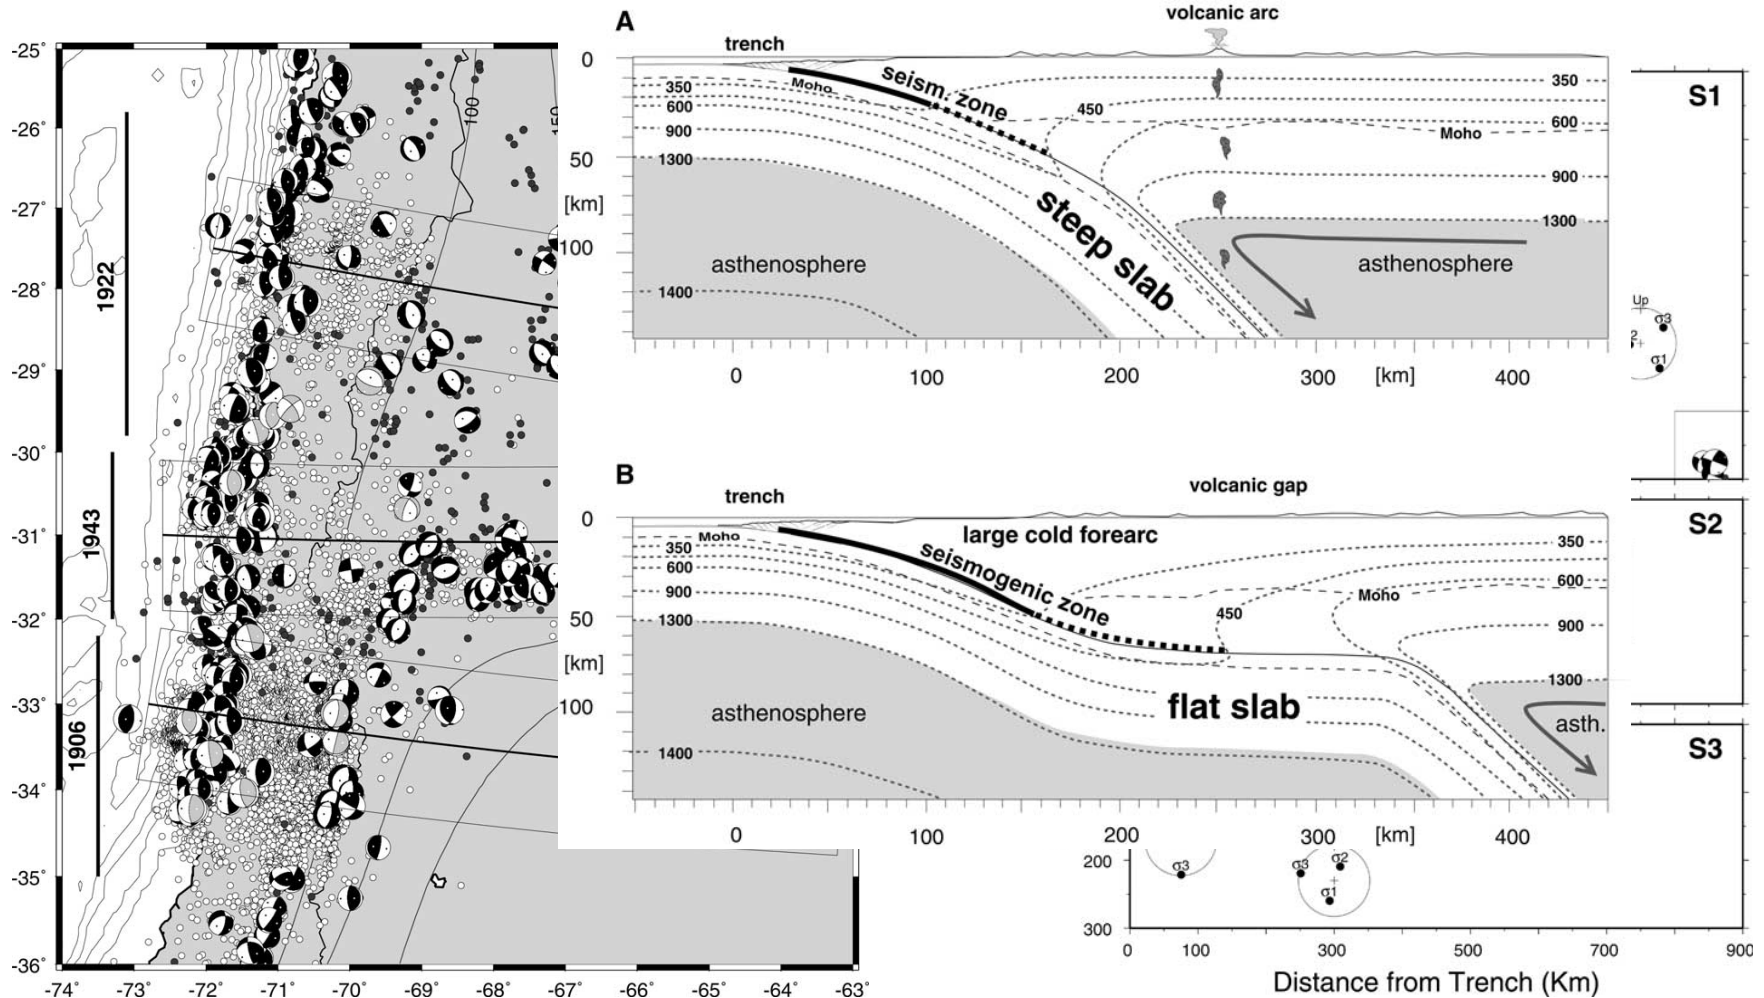 A
volcanic arc
trench
0
50
[km]
100
seism. zone
Moho
350
600
900
1300
1400
450
350
600
Moho
900
1300
steep slab
asthenosphere
asthenosphere
0
100
200
300
[km]
400
B
trench
volcanic gap
large cold forearc
0
50
[km]
100
Moho
350
600
900
1300
1400
seismogenic zone
450
350
600
Moho
900
1300
flat slab
asthenosphere
asth.
0
100
200
300
[km]
400
-25°
-26°
-27°
-28°
-29°
-30°
-31°
-32°
-33°
-34°
-35°
-36°
1922
1943
1906
100
-74°
-73°
-72°
-71°
-70°
-69°
-68°
-67°
-66°
-65°
-64°
-63°
S1
Up
σ3
σ1
S2
S3
200
300
σ3
σ3
σ2
σ1
0
100
300
500
700
900
Distance from Trench (Km)